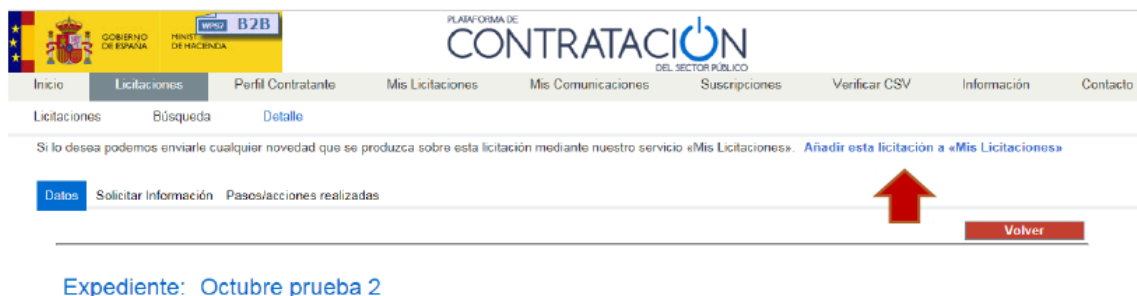 GOBIERNO DE ESPAÑA
MINIST
DE HACIENDA
WPS7 B2B
PLATAFORMA DE
CONTRATACIÓN
DEL SECTOR PÚBLICO
Inicio Licitaciones Perfil Contratante Mis Licitaciones Mis Comunicaciones Suscripciones Verificar CSV Información Contacto
Licitaciones Búsqueda Detalle
Si lo desea podemos enviarle cualquier novedad que se produzca sobre esta licitación mediante nuestro servicio «Mis Licitaciones». Añadir esta licitación a «Mis Licitaciones»
Datos Solicitar Información Pasos/acciones realizadas
Volver
Expediente: Octubre prueba 2